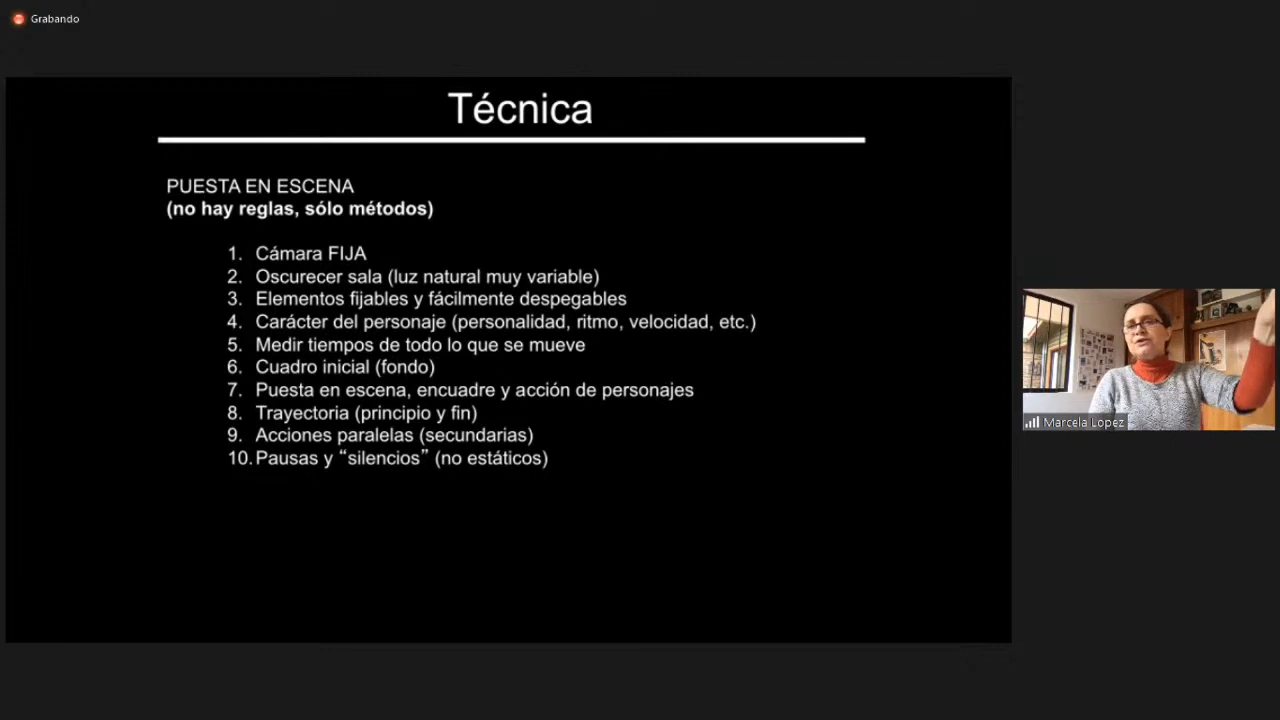 Grabando
Técnica
PUESTA EN ESCENA
(no hay reglas, sólo métodos)
1. Cámara FIJA
2. Oscurecer sala (luz natural muy variable)
3. Elementos fijables y fácilmente despegables
4. Carácter del personaje (personalidad, ritmo, velocidad, etc.)
5. Medir tiempos de todo lo que se mueve
6. Cuadro inicial (fondo)
7. Puesta en escena, encuadre y acción de personajes
8. Trayectoria (principio y fin)
9. Acciones paralelas (secundarias)
10. Pausas y “silencios” (no estáticos)
Marcela Lopez